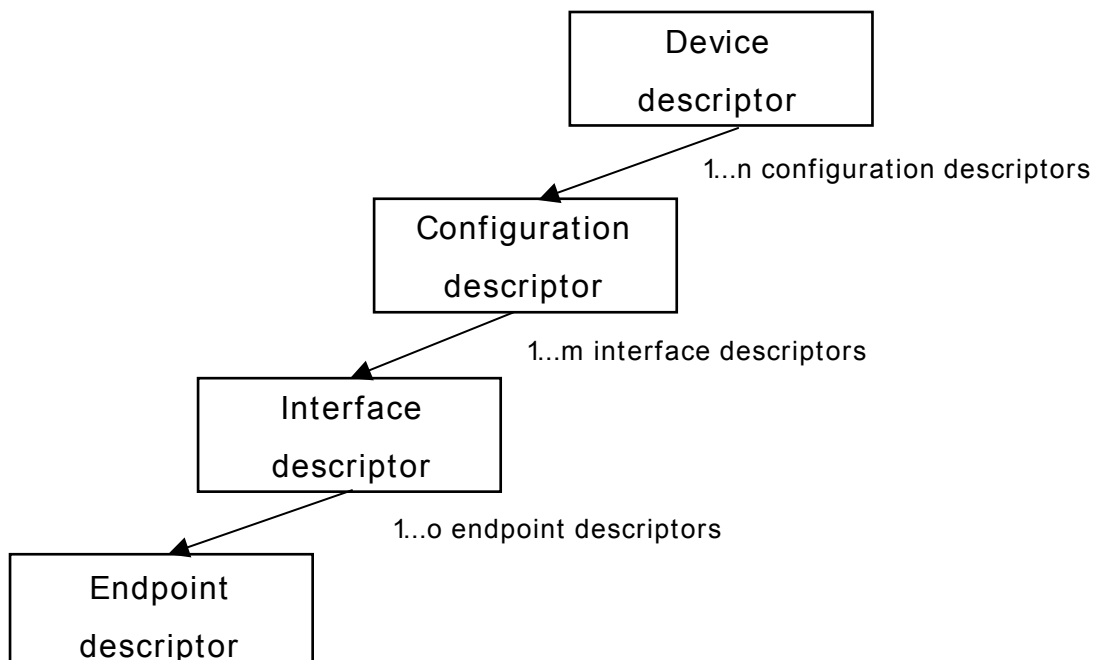 Device
descriptor
1...n configuration descriptors
Configuration
descriptor
1...m interface descriptors
Interface
descriptor
1...o endpoint descriptors
Endpoint
descriptor